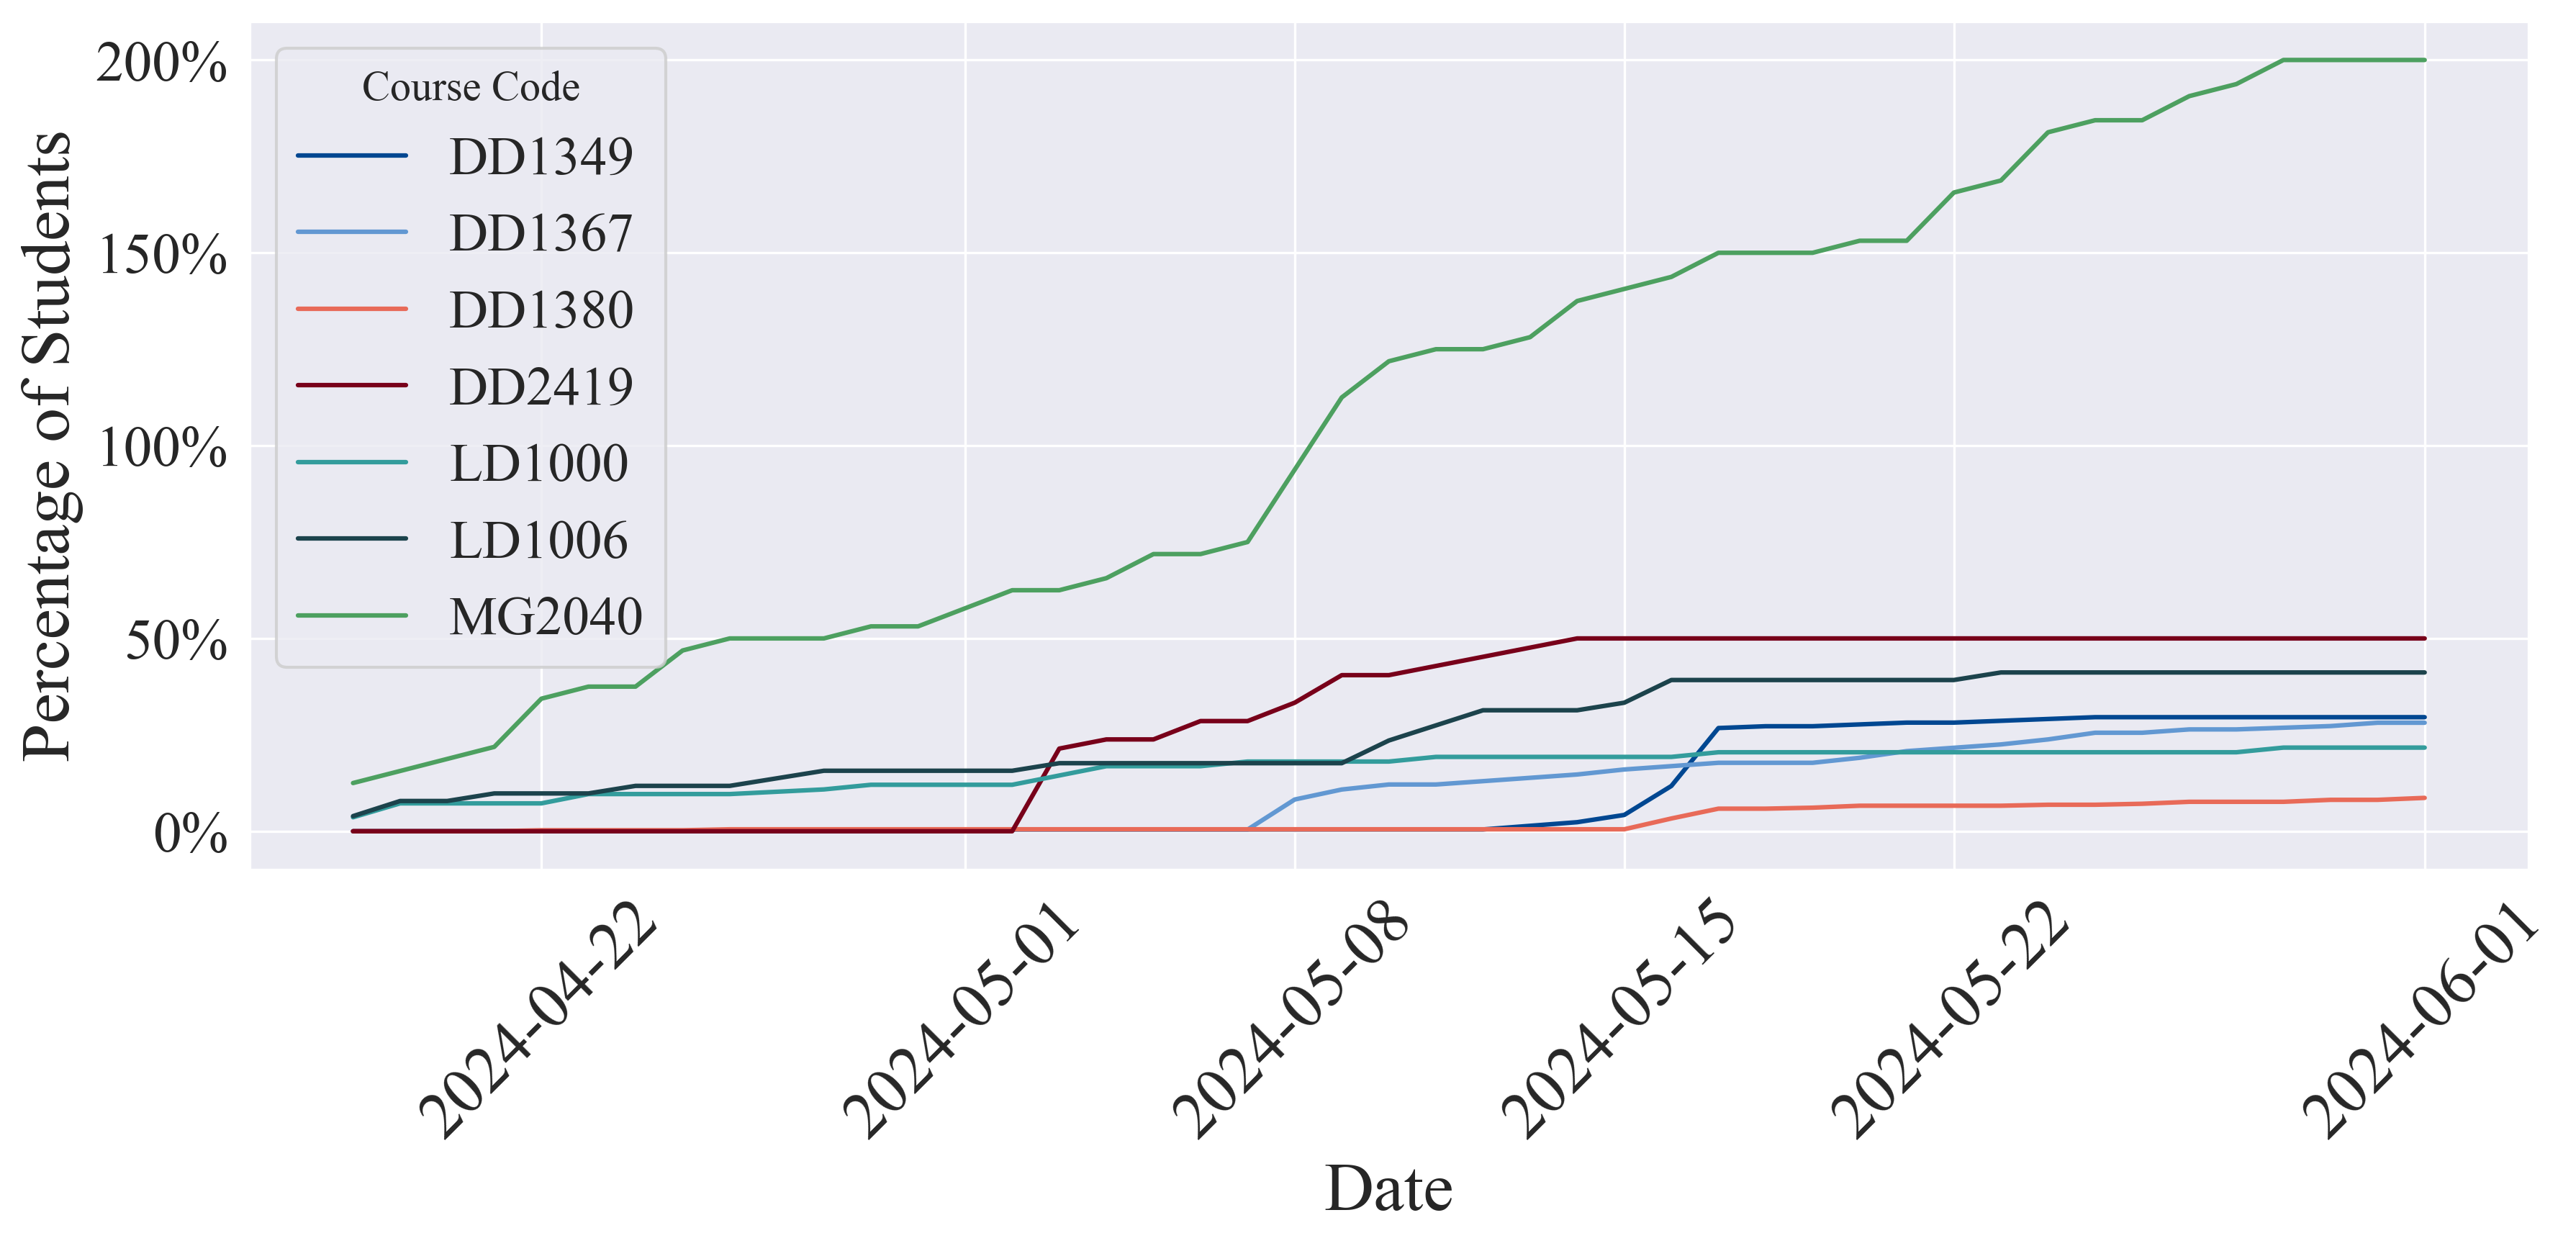 Percentage of Students
200%
150%
100%
50%
0%
Course Code
DD1349
DD1367
DD1380
DD2419
LD1000
LD1006
MG2040
2024-04-22
2024-05-01
2024-05-08
2024-05-15
2024-05-22
2024-06-01
Date